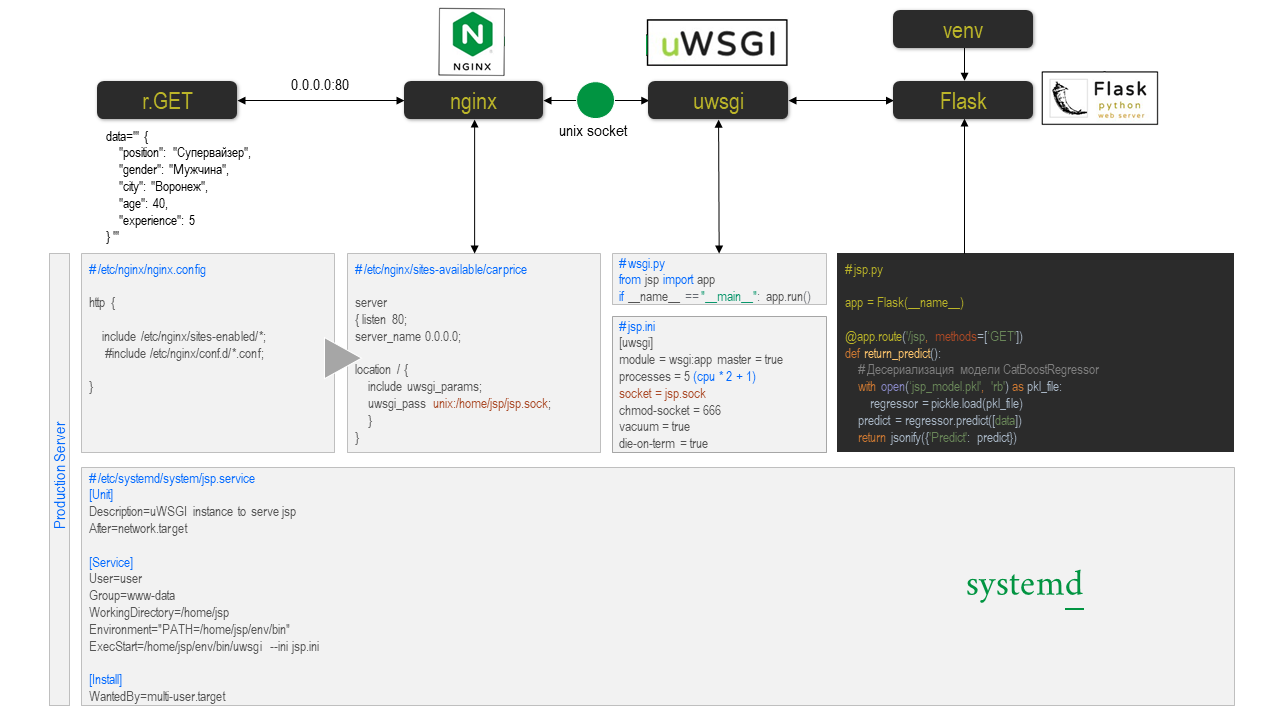 NGINX
uWSGI
venv
r.GET
0.0.0.0:80
nginx
unix socket
uwsgi
Flask
Flask
python
web server
data=''' {
"position": "Супервайзер",
"gender": "Мужчина",
"city": "Воронеж",
"age": 40,
"experience": 5
} '''
Production Server
#/etc/nginx/nginx.config
http {
include /etc/nginx/sites-enabled/*;
#include /etc/nginx/conf.d/*.conf;
}
#/etc/nginx/sites-available/carprice
server
{ listen 80;
server_name 0.0.0.0;
location / {
include uwsgi_params;
uwsgi_pass unix:/home/jsp/jsp.sock;
}
}
#wsgi.py
from jsp import app
if __name__ == "__main__": app.run()
#jsp.ini
[uwsgi]
module = wsgi:app master = true
processes = 5 (cpu * 2 + 1)
socket = jsp.sock
chmod-socket = 666
vacuum = true
die-on-term = true
#jsp.py
app = Flask(__name__)
@app.route('/jsp, methods=['GET'])
def return_predict():
# Десериализация модели CatBoostRegressor
with open('jsp_model.pkl', 'rb') as pkl_file:
regressor = pickle.load(pkl_file)
predict = regressor.predict([data])
return jsonify({'Predict': predict})
#/etc/systemd/system/jsp.service
[Unit]
Description=uWSGI instance to serve jsp
After=network.target
[Service]
User=user
Group=www-data
WorkingDirectory=/home/jsp
Environment="PATH=/home/jsp/env/bin"
ExecStart=/home/jsp/env/bin/uwsgi --ini jsp.ini
[Install]
WantedBy=multi-user.target
systemd